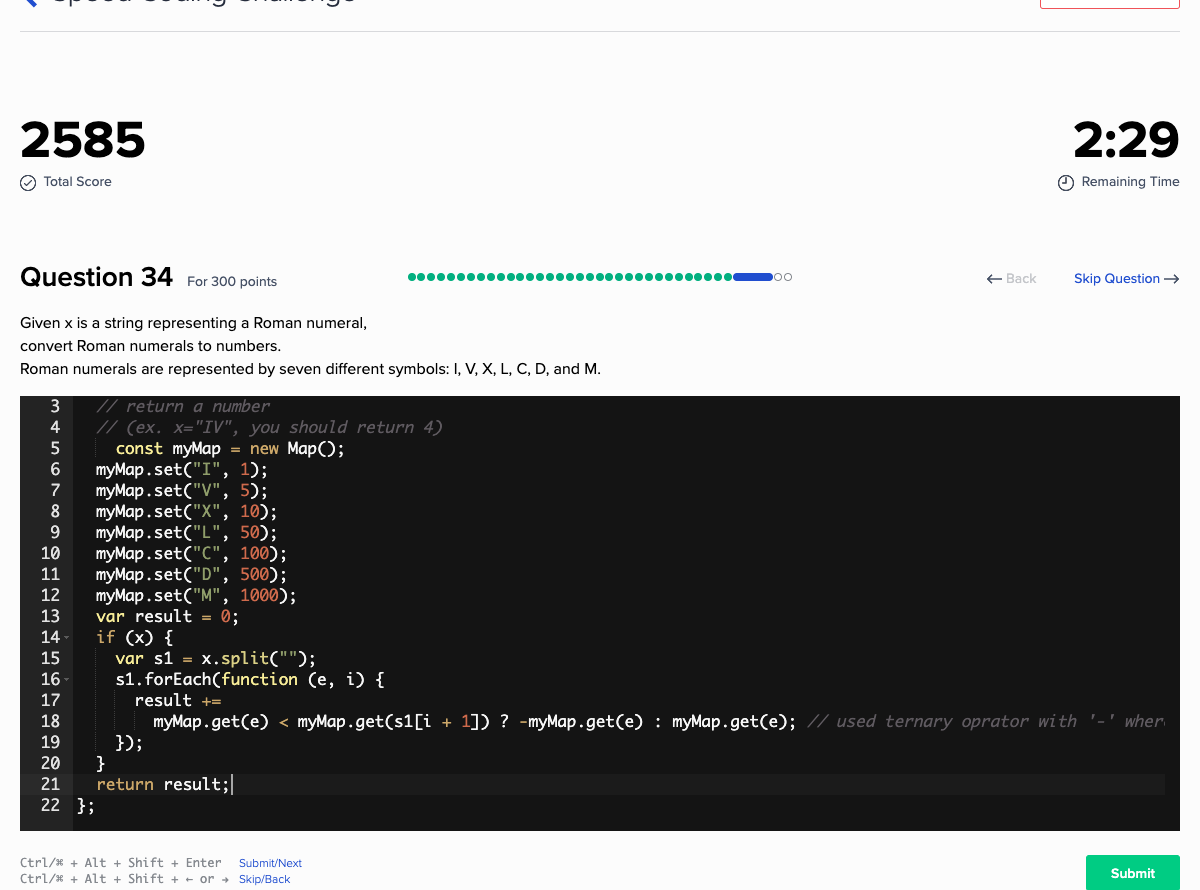 Speed Coding Challenge
2585
2:29
Total Score
Remaining Time
Question 34 For 300 points
← Back Skip Question →
Given x is a string representing a Roman numeral,
convert Roman numerals to numbers.
Roman numerals are represented by seven different symbols: I, V, X, L, C, D, and M.
3 // return a number
4 // (ex. x="IV", you should return 4)
5 const myMap = new Map();
6 myMap.set("I", 1);
7 myMap.set("V", 5);
8 myMap.set("X", 10);
9 myMap.set("L", 50);
10 myMap.set("C", 100);
11 myMap.set("D", 500);
12 myMap.set("M", 1000);
13 var result = 0;
14 if (x) {
15 var s1 = x.split("");
16 s1.forEach(function (e, i) {
17 result +=
18 myMap.get(e) < myMap.get(s1[i + 1]) ? -myMap.get(e) : myMap.get(e); // used ternary oprator with '-' wher
19 });
20 }
21 return result;
22 };
Ctrl/⌘ + Alt + Shift + Enter Submit/Next
Ctrl/⌘ + Alt + Shift + ← or → Skip/Back
Submit